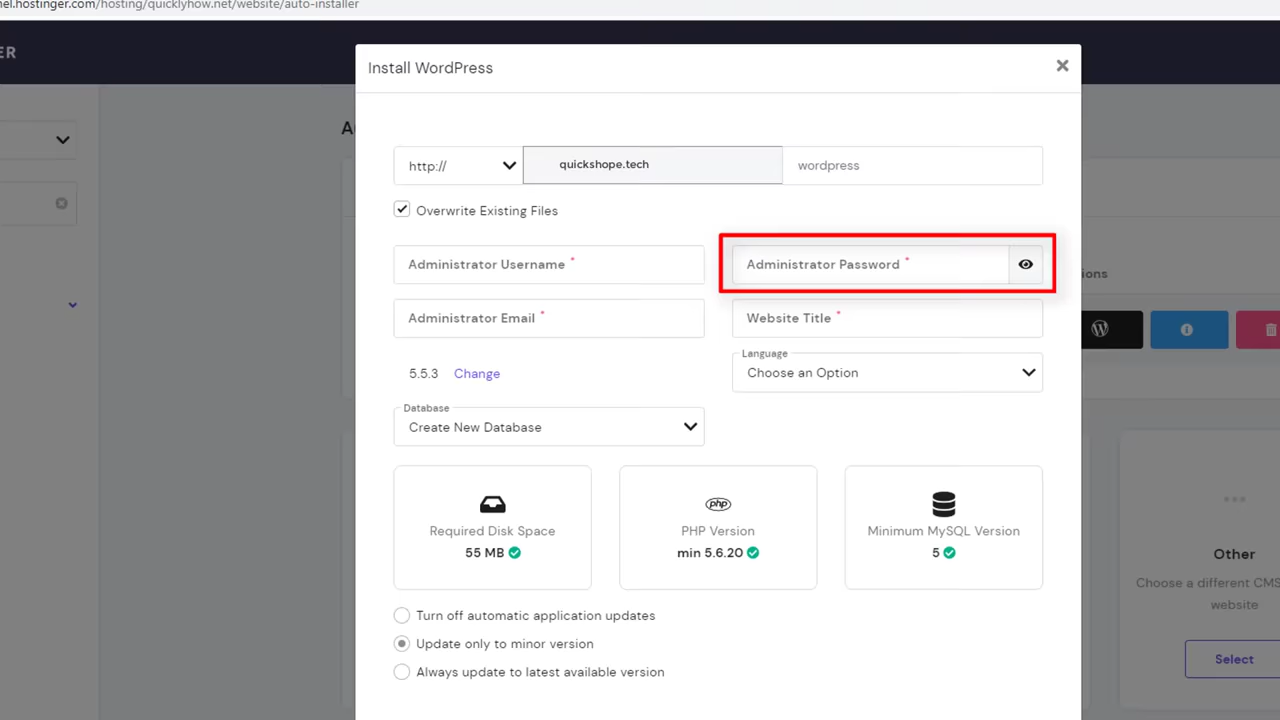 nel.hostinger.com/hosting/quicklyhow.net/website/auto-installer
ER
Install WordPress
http://
quickshope.tech
wordpress
Overwrite Existing Files
Administrator Username *
Administrator Password *
Administrator Email *
Website Title *
5.5.3 Change
Language
Choose an Option
Database
Create New Database
Required Disk Space
55 MB
php
PHP Version
min 5.6.20
Minimum MySQL Version
5
Turn off automatic application updates
Update only to minor version
Always update to latest available version
A
ions
Other
Choose a different CMS
website
Select